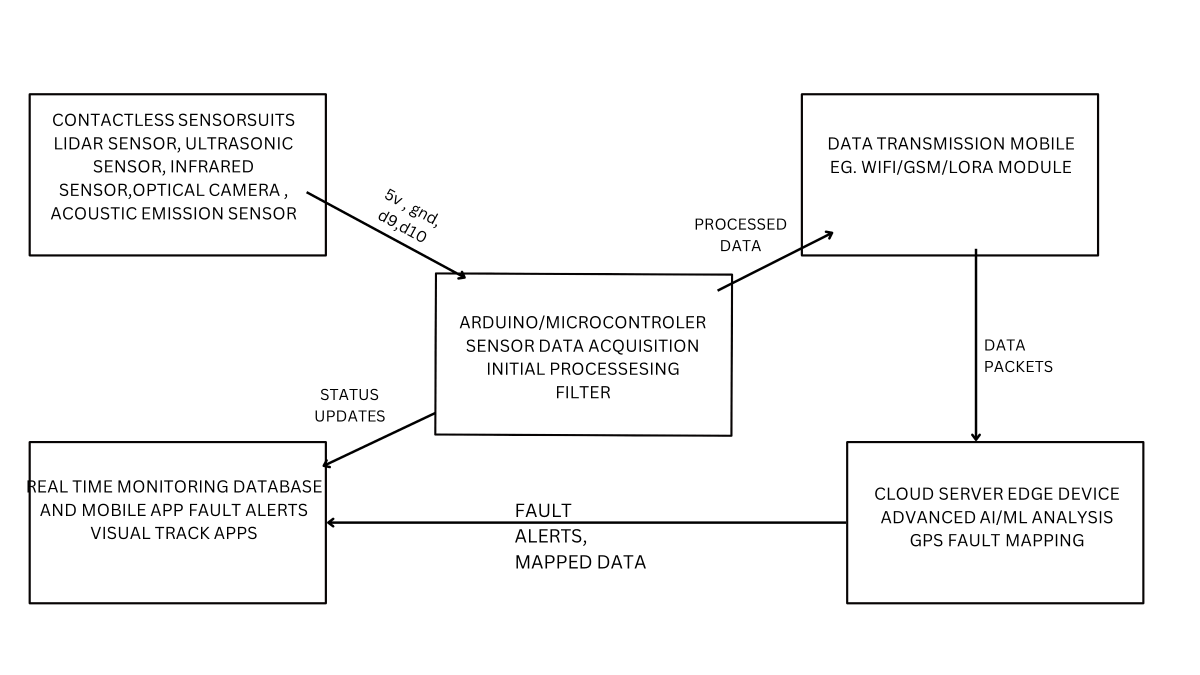 CONTACTLESS SENSORSUITS
LIDAR SENSOR, ULTRASONIC
SENSOR, INFRARED
SENSOR,OPTICAL CAMERA ,
ACOUSTIC EMISSION SENSOR
5v , gnd,
d9,d10
PROCESSED
DATA
DATA TRANSMISSION MOBILE
EG. WIFI/GSM/LORA MODULE
ARDUINO/MICROCONTROLER
SENSOR DATA ACQUISITION
INITIAL PROCESSESING
FILTER
DATA
PACKETS
STATUS
UPDATES
REAL TIME MONITORING DATABASE
AND MOBILE APP FAULT ALERTS
VISUAL TRACK APPS
FAULT
ALERTS,
MAPPED DATA
CLOUD SERVER EDGE DEVICE
ADVANCED AI/ML ANALYSIS
GPS FAULT MAPPING